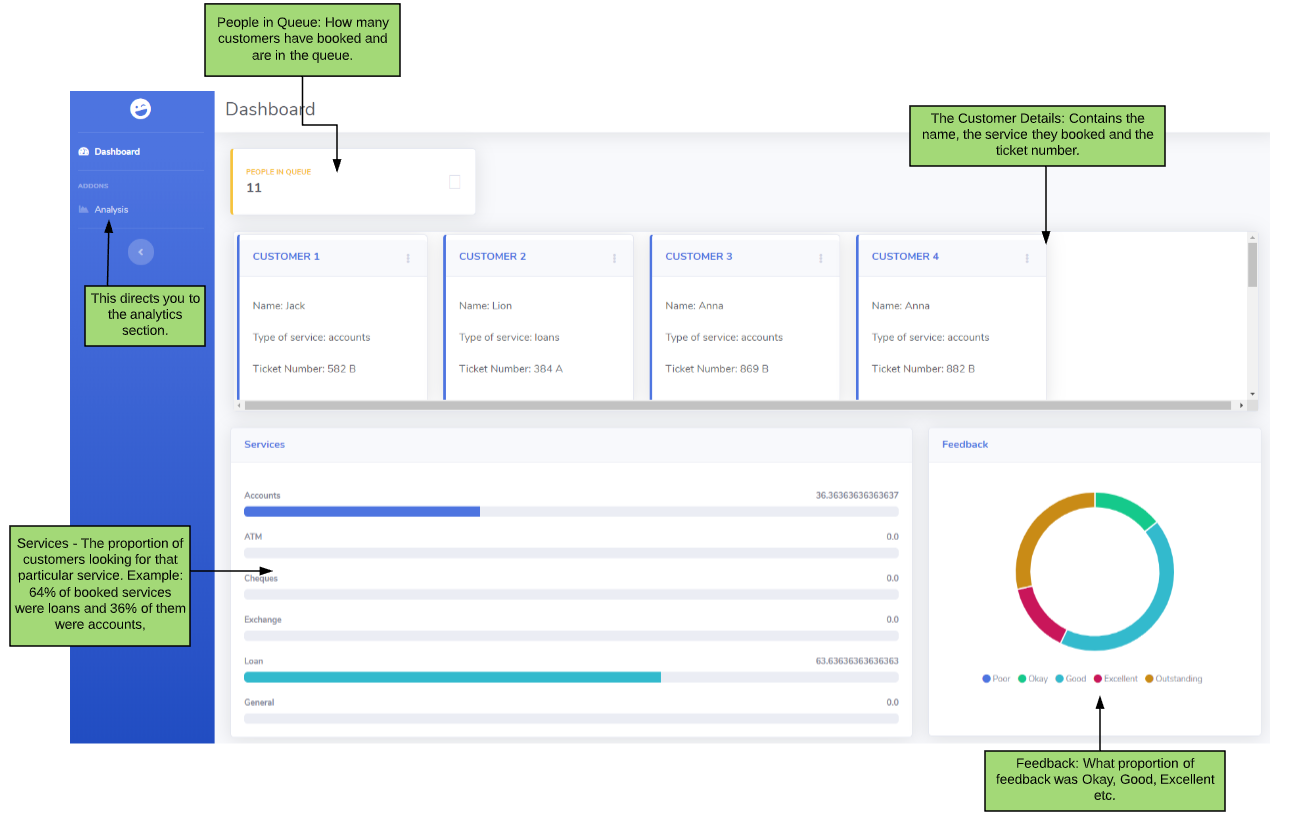 People in Queue: How many
customers have booked and
are in the queue.
Dashboard
Dashboard
ADDONS
Analysis
This directs you to
the analytics
section.
PEOPLE IN QUEUE
11
The Customer Details: Contains the
name, the service they booked and the
ticket number.
CUSTOMER 1
Name: Jack
Type of service: accounts
Ticket Number: 582 B
CUSTOMER 2
Name: Lion
Type of service: loans
Ticket Number: 384 A
CUSTOMER 3
Name: Anna
Type of service: accounts
Ticket Number: 869 B
CUSTOMER 4
Name: Anna
Type of service: accounts
Ticket Number: 882 B
Services
Accounts 36.36363636363637
ATM 0.0
Cheques 0.0
Exchange 0.0
Loan 63.63636363636363
General 0.0
Services - The proportion of
customers looking for that
particular service. Example:
64% of booked services
were loans and 36% of them
were accounts,
Feedback
Poor Okay Good Excellent Outstanding
Feedback: What proportion of
feedback was Okay, Good, Excellent
etc.